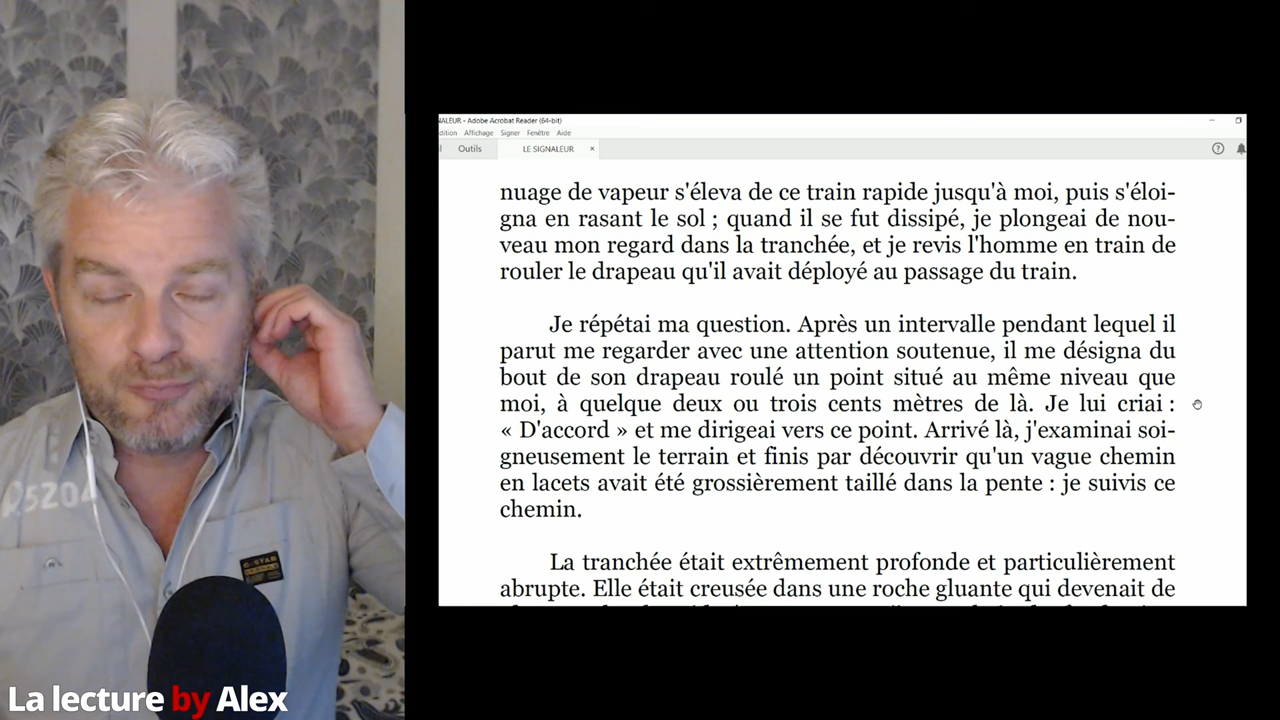 NALEUR - Adobe Acrobat Reader (64-bit)
dition Affichage Signer Fenêtre Aide
Outils LE SIGNALEUR ×
nuage de vapeur s'éleva de ce train rapide jusqu'à moi, puis s'éloi-
gna en rasant le sol ; quand il se fut dissipé, je plongeai de nou-
veau mon regard dans la tranchée, et je revis l'homme en train de
rouler le drapeau qu'il avait déployé au passage du train.
Je répétai ma question. Après un intervalle pendant lequel il
parut me regarder avec une attention soutenue, il me désigna du
bout de son drapeau roulé un point situé au même niveau que
moi, à quelque deux ou trois cents mètres de là. Je lui criai :
« D'accord » et me dirigeai vers ce point. Arrivé là, j'examinai soi-
gneusement le terrain et finis par découvrir qu'un vague chemin
en lacets avait été grossièrement taillé dans la pente : je suivis ce
chemin.
La tranchée était extrêmement profonde et particulièrement
abrupte. Elle était creusée dans une roche gluante qui devenait de
R5204
G-STAR
La lecture by Alex